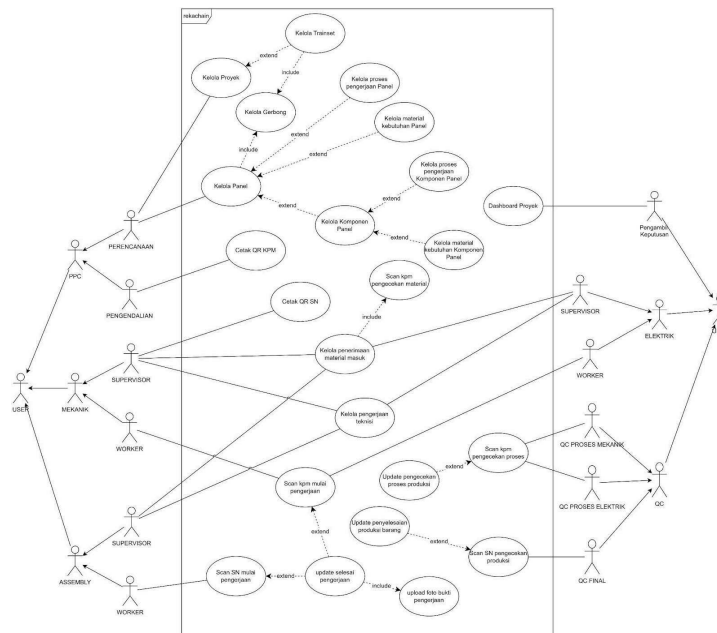 rekachain
Kelola Trainset
extend
include
Kelola Proyek
Kelola proses
pengerjaan Panel
Kelola Gerbong
extend
Kelola material
kebutuhan Panel
include
extend
Kelola proses
pengerjaan
Komponen Panel
Kelola Panel
extend
extend
Kelola Komponen
Panel
extend
Kelola material
kebutuhan Komponen
Panel
Dashboard Proyek
Pengambil
Keputusan
PERENCANAAN
PPC
Cetak QR KPM
PENGENDALIAN
Scan kpm
pengecekan material
include
Cetak QR SN
SUPERVISOR
ELEKTRIK
SUPERVISOR
Kelola penerimaan
material masuk
WORKER
USER
MEKANIK
Kelola pengerjaan
teknisi
WORKER
Scan kpm mulai
pengerjaan
Scan kpm
pengecekan proses
QC PROSES MEKANIK
extend
Update pengecekan
proses produksi
QC PROSES ELEKTRIK
QC
SUPERVISOR
extend
Update penyelesaian
produksi barang
extend
Scan SN pengecekan
produksi
QC FINAL
ASSEMBLY
WORKER
Scan SN mulai
pengerjaan
extend
update selesai
pengerjaan
include
upload foto bukti
pengerjaan